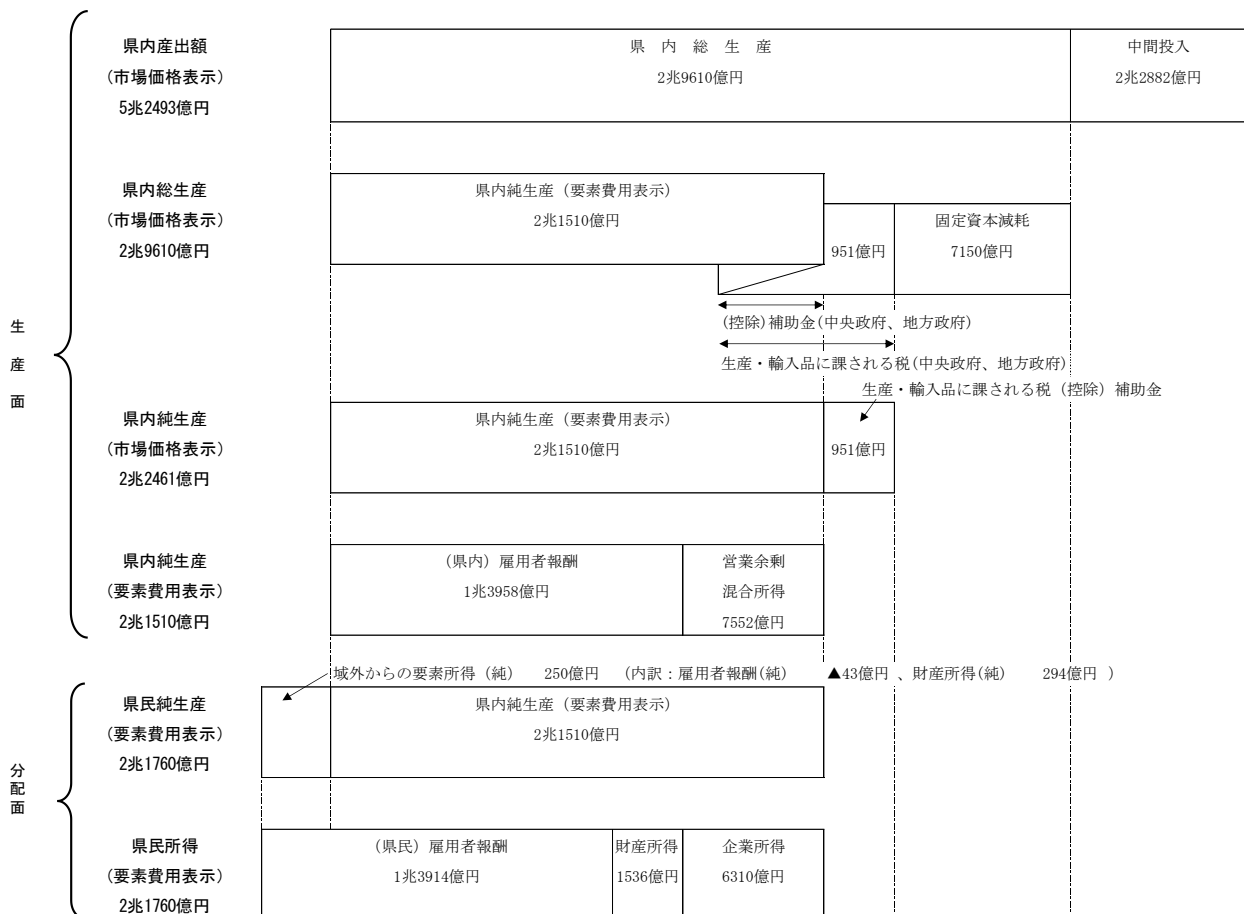 生産面
県内産出額
(市場価格表示)
5兆2493億円
県 内 総 生 産
2兆9610億円
中間投入
2兆2882億円
県内総生産
(市場価格表示)
2兆9610億円
県内純生産(要素費用表示)
2兆1510億円
951億円
固定資本減耗
7150億円
(控除)補助金(中央政府、地方政府)
生産・輸入品に課される税(中央政府、地方政府)
生産・輸入品に課される税(控除)補助金
県内純生産
(市場価格表示)
2兆2461億円
県内純生産(要素費用表示)
2兆1510億円
951億円
県内純生産
(要素費用表示)
2兆1510億円
(県内)雇用者報酬
1兆3958億円
営業余剰
混合所得
7552億円
分配面
域外からの要素所得(純) 250億円 (内訳:雇用者報酬(純) ▲43億円 、財産所得(純) 294億円 )
県民純生産
(要素費用表示)
2兆1760億円
県内純生産(要素費用表示)
2兆1510億円
県民所得
(要素費用表示)
2兆1760億円
(県民)雇用者報酬
1兆3914億円
財産所得
1536億円
企業所得
6310億円